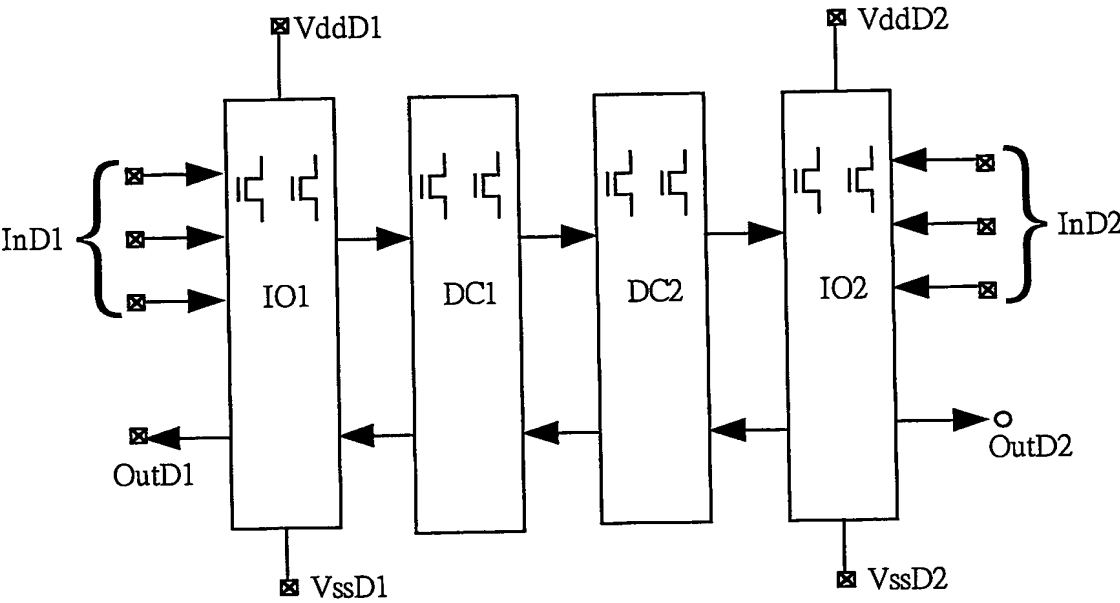 VddD1
VddD2
InD1
InD2
IO1
DC1
DC2
IO2
OutD1
OutD2
VssD1
VssD2